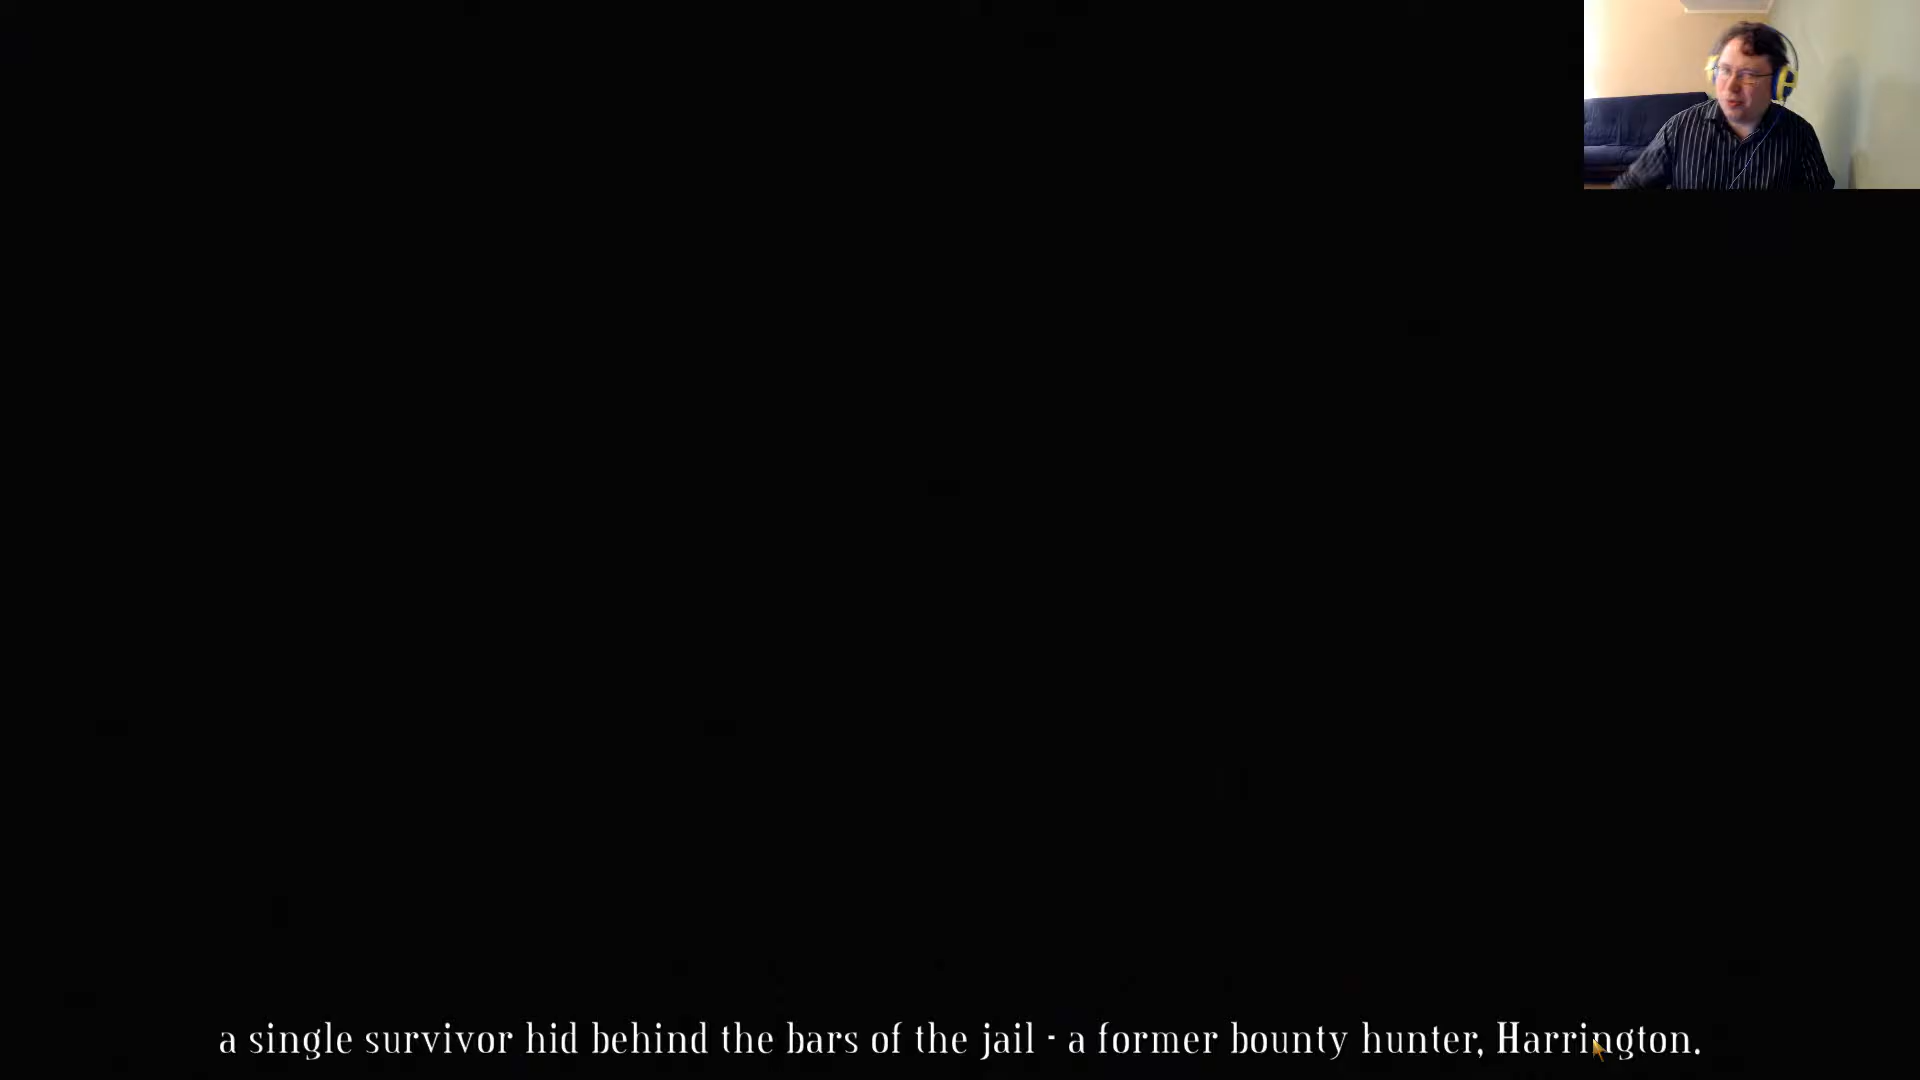 a single survivor hid behind the bars of the jail - a former bounty hunter, Harrington.